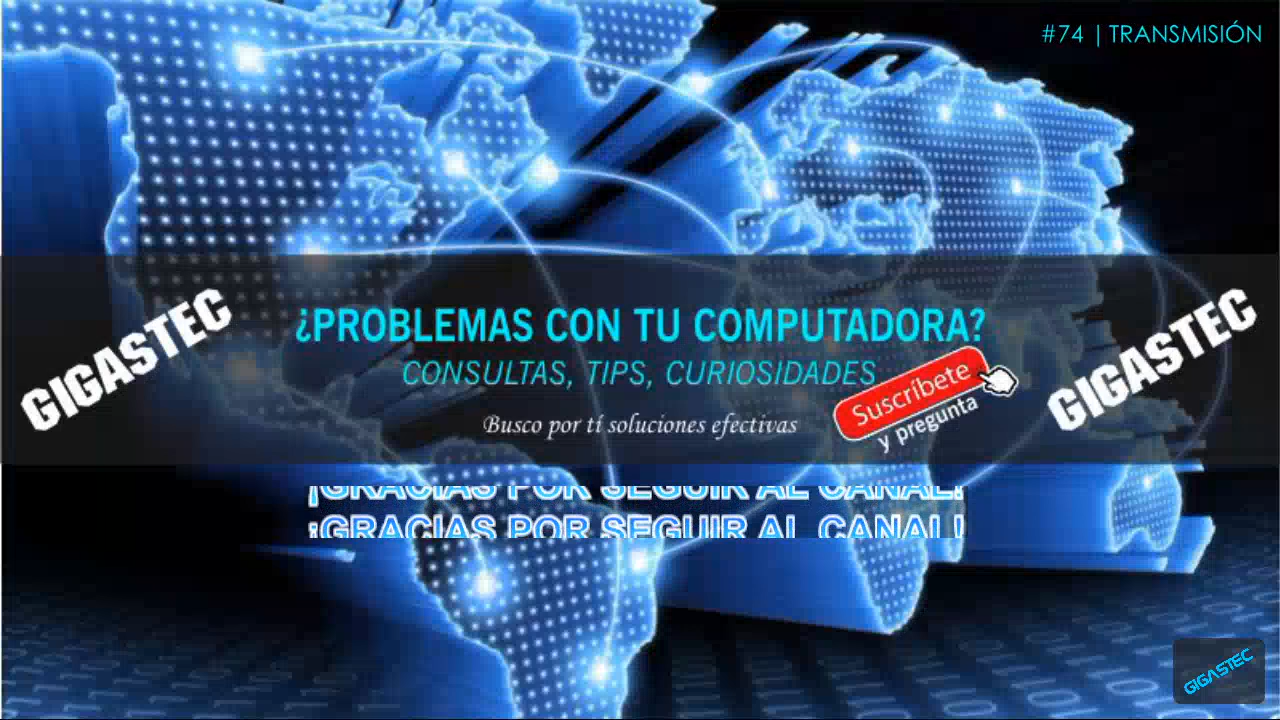 #74 | TRANSMISIÓN
GIGASTEC
¿PROBLEMAS CON TU COMPUTADORA?
CONSULTAS, TIPS, CURIOSIDADES
Busco por tí soluciones efectivas
Suscríbete
y pregunta
GIGASTEC
¡GRACIAS POR SEGUIR AL CANAL!
¡GRACIAS POR SEGUIR AL CANAL!
GIGASTEC